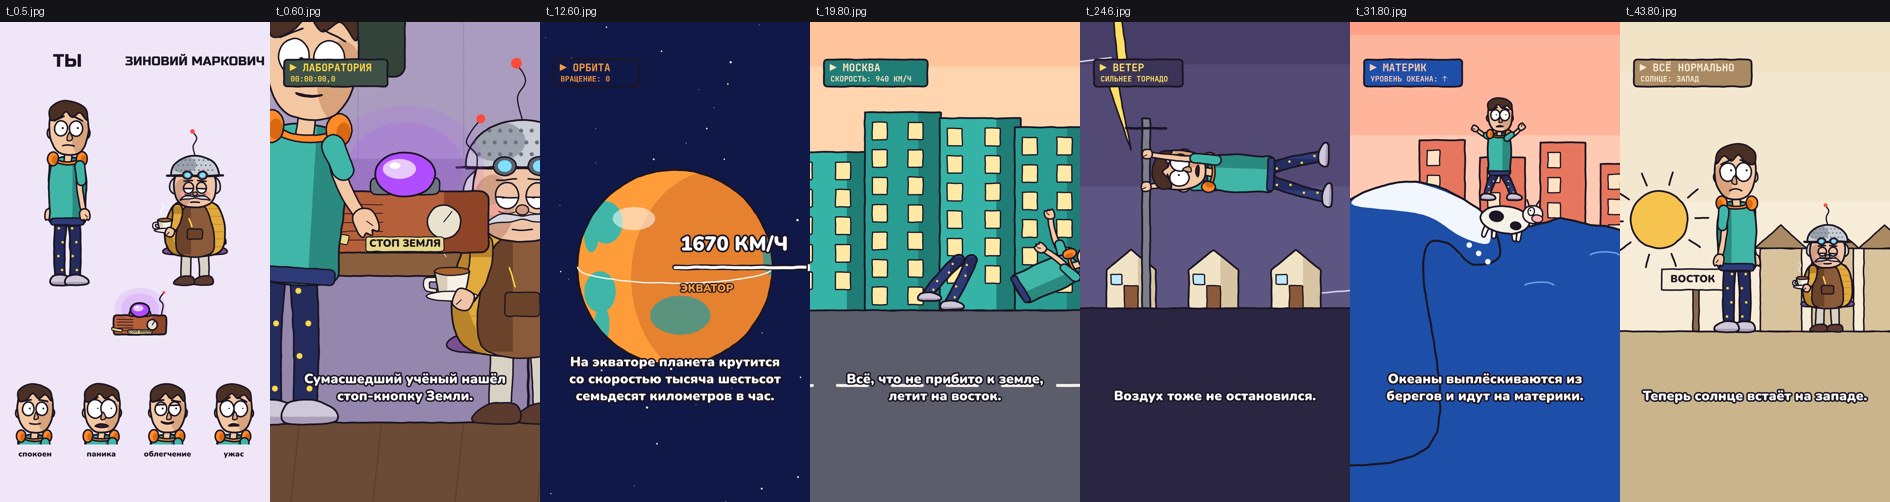 t_0.5.jpg
ТЫ
ЗИНОВИЙ МАРКОВИЧ
спокоен
паника
облегчение
ужас
t_0.60.jpg
▶ ЛАБОРАТОРИЯ
00:00:00,0
СТОП ЗЕМЛЯ
Сумасшедший учёный нашёл
стоп-кнопку Земли.
t_12.60.jpg
▶ ОРБИТА
ВРАЩЕНИЕ: 0
1670 КМ/Ч
ЭКВАТОР
На экваторе планета крутится
со скоростью тысяча шестьсот
семьдесят километров в час.
t_19.80.jpg
▶ МОСКВА
СКОРОСТЬ: 940 КМ/Ч
Всё, что не прибито к земле,
летит на восток.
t_24.6.jpg
▶ ВЕТЕР
СИЛЬНЕЕ ТОРНАДО
Воздух тоже не остановился.
t_31.80.jpg
▶ МАТЕРИК
УРОВЕНЬ ОКЕАНА: ↑
Океаны выплёскиваются из
берегов и идут на материки.
t_43.80.jpg
▶ ВСЁ НОРМАЛЬНО
СОЛНЦЕ: ЗАПАД
ВОСТОК
Теперь солнце встаёт на западе.